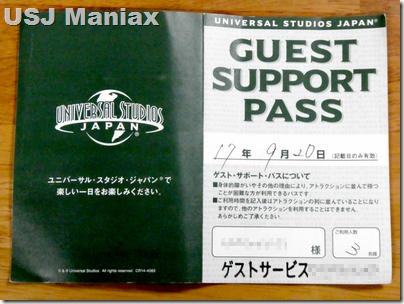 USJ Maniax
UNIVERSAL STUDIOS
JAPAN®
ユニバーサル・スタジオ・ジャパン®で
楽しい一日をお楽しみください。
® & © Universal Studios. All rights reserved. CR14-4083
UNIVERSAL STUDIOS JAPAN®
GUEST
SUPPORT
PASS
17年 9月20日 (記載日のみ有効)
ゲスト・サポート・パスについて
■身体的障がいやその他の理由により、アトラクションに並んで待つ
ことが困難な方が利用できるパスです。
■ご利用時間を記入後はアトラクションの列に並んでいることになり
ますので、他のアトラクションを利用することはできません。
あらかじめご了承ください。
様
ご利用人数
3 名様
ゲストサービス